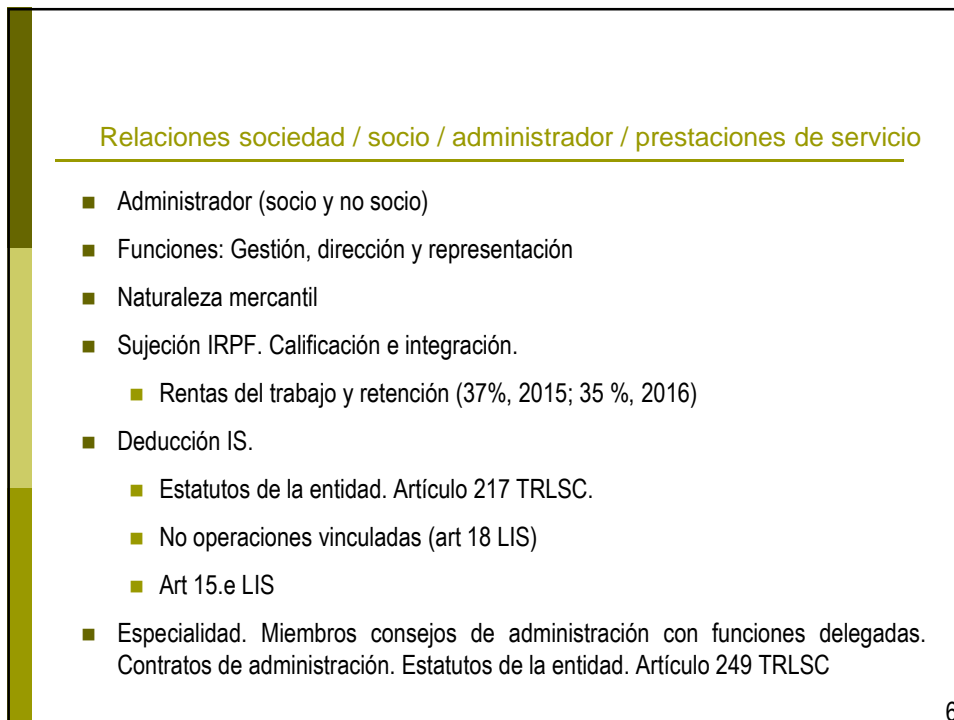 Relaciones sociedad / socio / administrador / prestaciones de servicio
Administrador (socio y no socio)
Funciones: Gestión, dirección y representación
Naturaleza mercantil
Sujeción IRPF. Calificación e integración.
Rentas del trabajo y retención (37%, 2015; 35 %, 2016)
Deducción IS.
Estatutos de la entidad. Artículo 217 TRLSC.
No operaciones vinculadas (art 18 LIS)
Art 15.e LIS
Especialidad. Miembros consejos de administración con funciones delegadas.
Contratos de administración. Estatutos de la entidad. Artículo 249 TRLSC
6